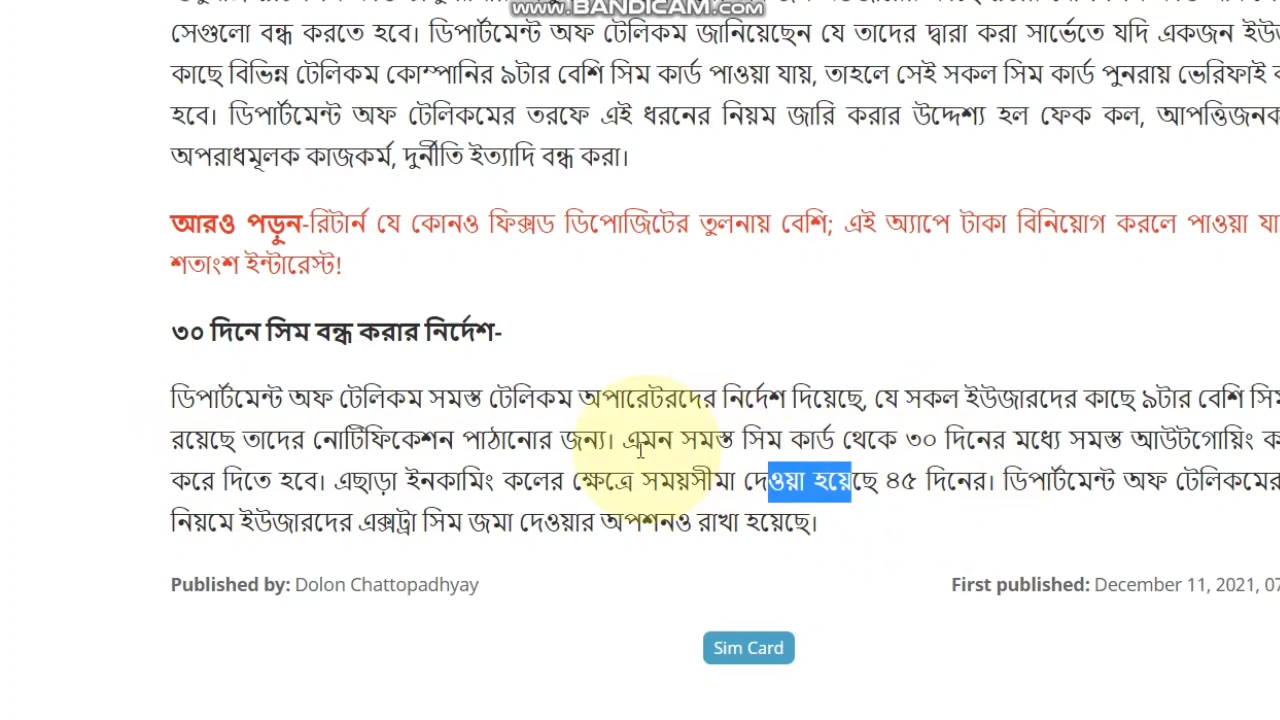 WWW.BANDICAM.COM
সেগুলো বন্ধ করতে হবে। ডিপার্টমেন্ট অফ টেলিকম জানিয়েছেন যে তাদের দ্বারা করা সার্ভেতে যদি একজন
কাছে বিভিন্ন টেলিকম কোম্পানির ৯টার বেশি সিম কার্ড পাওয়া যায়, তাহলে সেই সকল সিম কার্ড পুনরায় ভেরিফাই
হবে। ডিপার্টমেন্ট অফ টেলিকমের তরফে এই ধরনের নিয়ম জারি করার উদ্দেশ্য হল ফেক কল,
অপরাধমূলক কাজকর্ম, দুর্নীতি ইত্যাদি বন্ধ করা।
আরও পড়ুন-রিটার্ন যে কোনও ফিক্সড ডিপোজিটের তুলনায় বেশি; এই অ্যাপে টাকা বিনিয়োগ করলে পাওয়া
শতাংশ ইন্টারেস্ট!
৩০ দিনে সিম বন্ধ করার নির্দেশ-
ডিপার্টমেন্ট অফ টেলিকম সমস্ত টেলিকম অপারেটরদের নির্দেশ দিয়েছে, যে সকল ইউজারদের কাছে ৯টার বেশি সিম
রয়েছে তাদের নোটিফিকেশন পাঠানোর জন্য। এমন সমস্ত সিম কার্ড থেকে ৩০ দিনের মধ্যে সমস্ত আউটগোয়িং
করে দিতে হবে। এছাড়া ইনকামিং কলের ক্ষেত্রে সময়সীমা দেওয়া হয়েছে ৪৫ দিনের। ডিপার্টমেন্ট অফ টেলিকমের
নিয়মে ইউজারদের এক্সট্রা সিম জমা দেওয়ার অপশনও রাখা হয়েছে।
Published by: Dolon Chattopadhyay
First published: December 11, 2021, 07
Sim Card